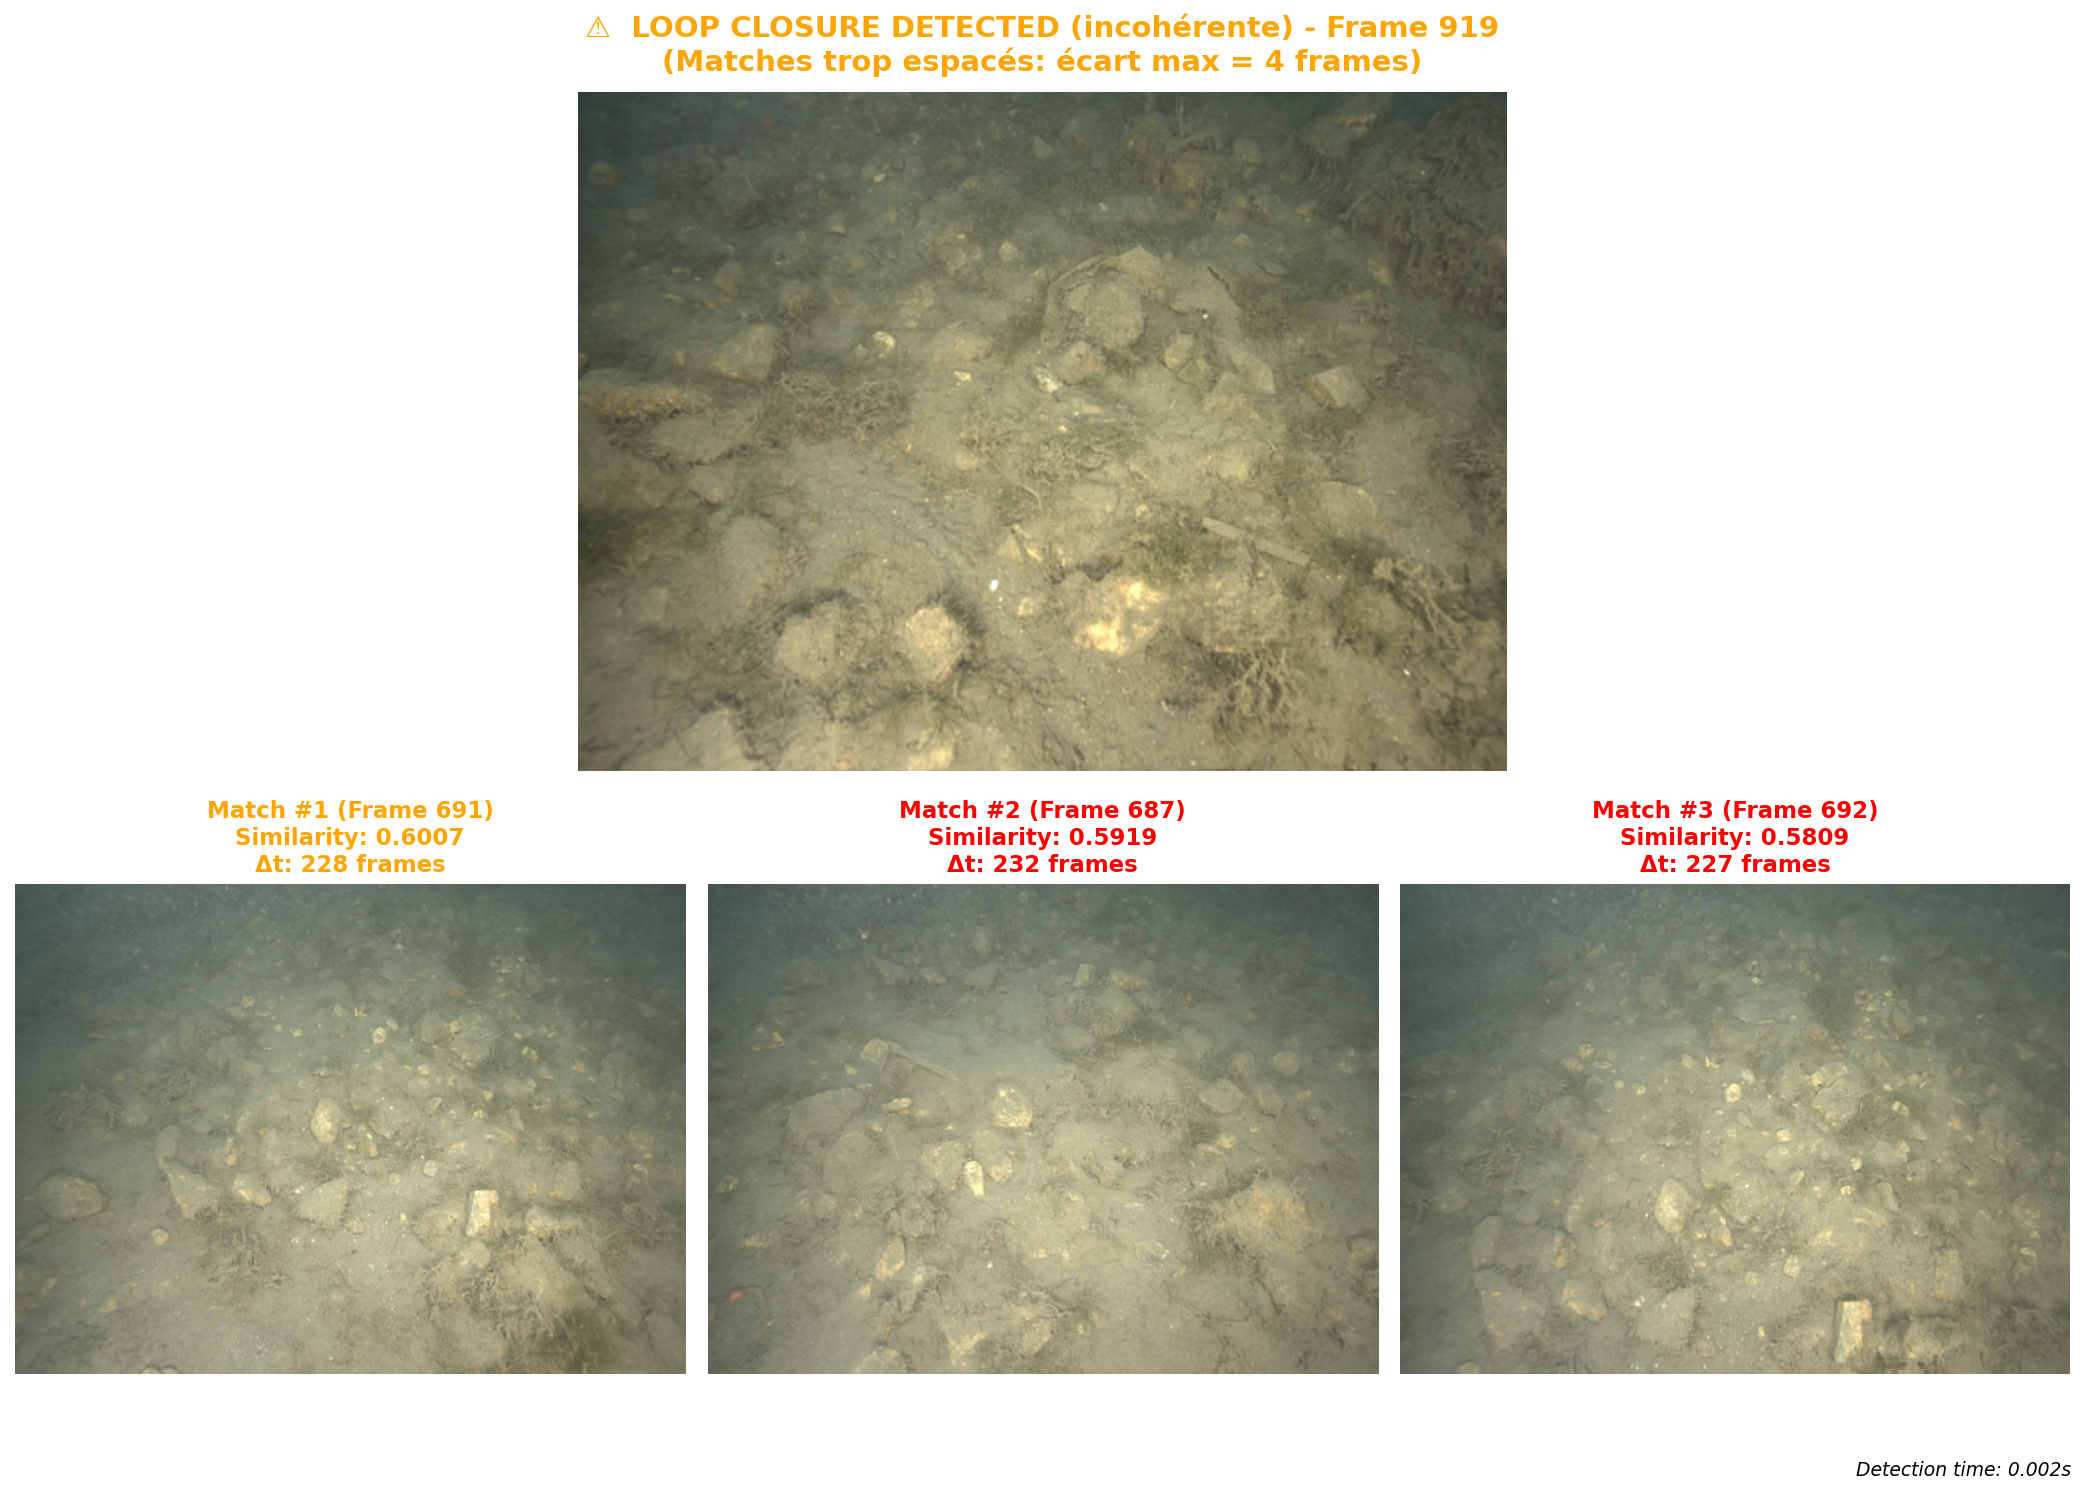 ⚠ LOOP CLOSURE DETECTED (incohérente) - Frame 919
(Matches trop espacés: écart max = 4 frames)
Match #1 (Frame 691)
Similarity: 0.6007
Δt: 228 frames
Match #2 (Frame 687)
Similarity: 0.5919
Δt: 232 frames
Match #3 (Frame 692)
Similarity: 0.5809
Δt: 227 frames
Detection time: 0.002s